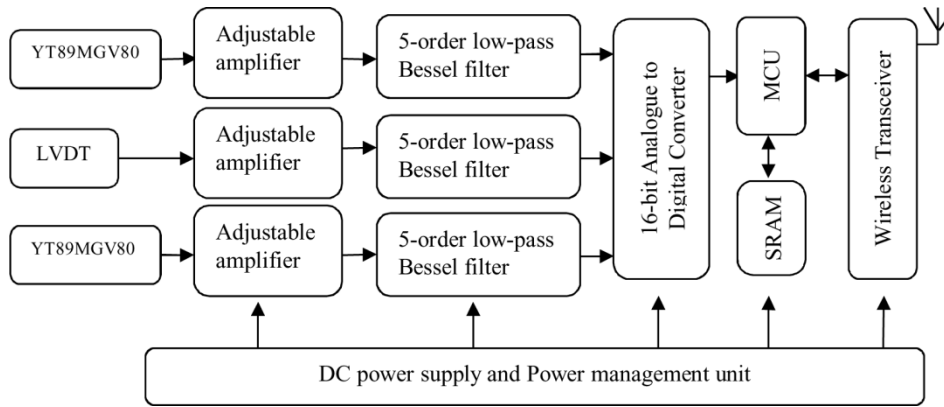 YT89MGV80
Adjustable
amplifier
5-order low-pass
Bessel filter
LVDT
Adjustable
amplifier
5-order low-pass
Bessel filter
YT89MGV80
Adjustable
amplifier
5-order low-pass
Bessel filter
16-bit Analogue to
Digital Converter
MCU
SRAM
Wireless Transceiver
DC power supply and Power management unit